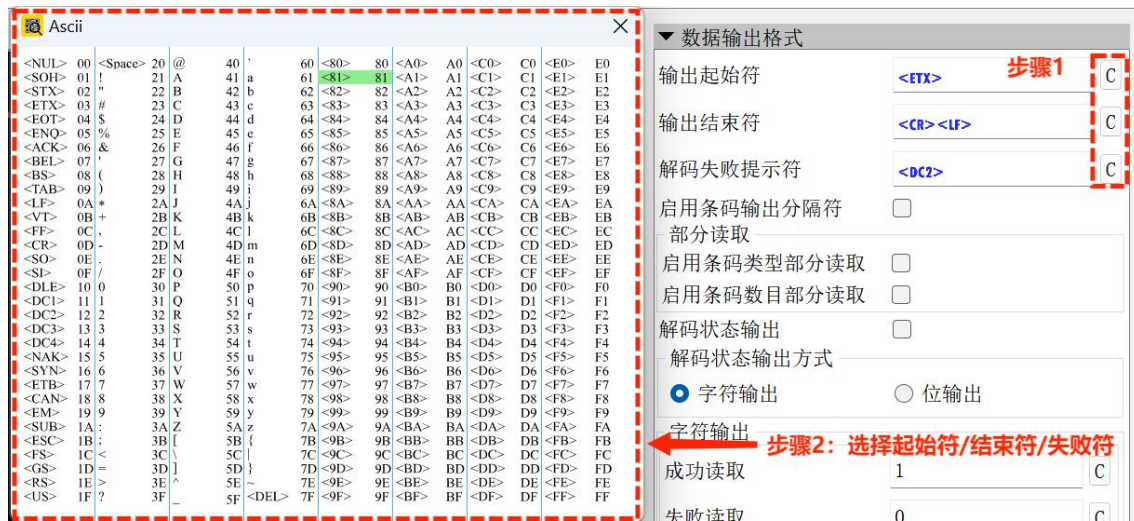 Ascii
<NUL> 00 <Space> 20 @ 40 ` 60 <80> 80 <A0> A0 <C0> C0 <E0> E0
<SOH> 01 ! 21 A 41 a 61 <81> 81 <A1> A1 <C1> C1 <E1> E1
<STX> 02 " 22 B 42 b 62 <82> 82 <A2> A2 <C2> C2 <E2> E2
<ETX> 03 # 23 C 43 c 63 <83> 83 <A3> A3 <C3> C3 <E3> E3
<EOT> 04 $ 24 D 44 d 64 <84> 84 <A4> A4 <C4> C4 <E4> E4
<ENQ> 05 % 25 E 45 e 65 <85> 85 <A5> A5 <C5> C5 <E5> E5
<ACK> 06 & 26 F 46 f 66 <86> 86 <A6> A6 <C6> C6 <E6> E6
<BEL> 07 ' 27 G 47 g 67 <87> 87 <A7> A7 <C7> C7 <E7> E7
<BS> 08 ( 28 H 48 h 68 <88> 88 <A8> A8 <C8> C8 <E8> E8
<TAB> 09 ) 29 I 49 i 69 <89> 89 <A9> A9 <C9> C9 <E9> E9
<LF> 0A * 2A J 4A j 6A <8A> 8A <AA> AA <CA> CA <EA> EA
<VT> 0B + 2B K 4B k 6B <8B> 8B <AB> AB <CB> CB <EB> EB
<FF> 0C , 2C L 4C l 6C <8C> 8C <AC> AC <CC> CC <EC> EC
<CR> 0D - 2D M 4D m 6D <8D> 8D <AD> AD <CD> CD <ED> ED
<SO> 0E . 2E N 4E n 6E <8E> 8E <AE> AE <CE> CE <EE> EE
<SI> 0F / 2F O 4F o 6F <8F> 8F <AF> AF <CF> CF <EF> EF
<DLE> 10 0 30 P 50 p 70 <90> 90 <B0> B0 <D0> D0 <F0> F0
<DC1> 11 1 31 Q 51 q 71 <91> 91 <B1> B1 <D1> D1 <F1> F1
<DC2> 12 2 32 R 52 r 72 <92> 92 <B2> B2 <D2> D2 <F2> F2
<DC3> 13 3 33 S 53 s 73 <93> 93 <B3> B3 <D3> D3 <F3> F3
<DC4> 14 4 34 T 54 t 74 <94> 94 <B4> B4 <D4> D4 <F4> F4
<NAK> 15 5 35 U 55 u 75 <95> 95 <B5> B5 <D5> D5 <F5> F5
<SYN> 16 6 36 V 56 v 76 <96> 96 <B6> B6 <D6> D6 <F6> F6
<ETB> 17 7 37 W 57 w 77 <97> 97 <B7> B7 <D7> D7 <F7> F7
<CAN> 18 8 38 X 58 x 78 <98> 98 <B8> B8 <D8> D8 <F8> F8
<EM> 19 9 39 Y 59 y 79 <99> 99 <B9> B9 <D9> D9 <F9> F9
<SUB> 1A : 3A Z 5A z 7A <9A> 9A <BA> BA <DA> DA <FA> FA
<ESC> 1B ; 3B [ 5B { 7B <9B> 9B <BB> BB <DB> DB <FB> FB
<FS> 1C < 3C \ 5C | 7C <9C> 9C <BC> BC <DC> DC <FC> FC
<GS> 1D = 3D ] 5D } 7D <9D> 9D <BD> BD <DD> DD <FD> FD
<RS> 1E > 3E ^ 5E ~ 7E <9E> 9E <BE> BE <DE> DE <FE> FE
<US> 1F ? 3F _ 5F <DEL> 7F <9F> 9F <BF> BF <DF> DF <FF> FF
数据输出格式
步骤1
输出起始符 <ETX> C
输出结束符 <CR><LF> C
解码失败提示符 <DC2> C
启用条码输出分隔符
部分读取
启用条码类型部分读取
启用条码数目部分读取
解码状态输出
解码状态输出方式
字符输出 位输出
字符输出
步骤2：选择起始符/结束符/失败符
成功读取 1 C
失败读取 0 C